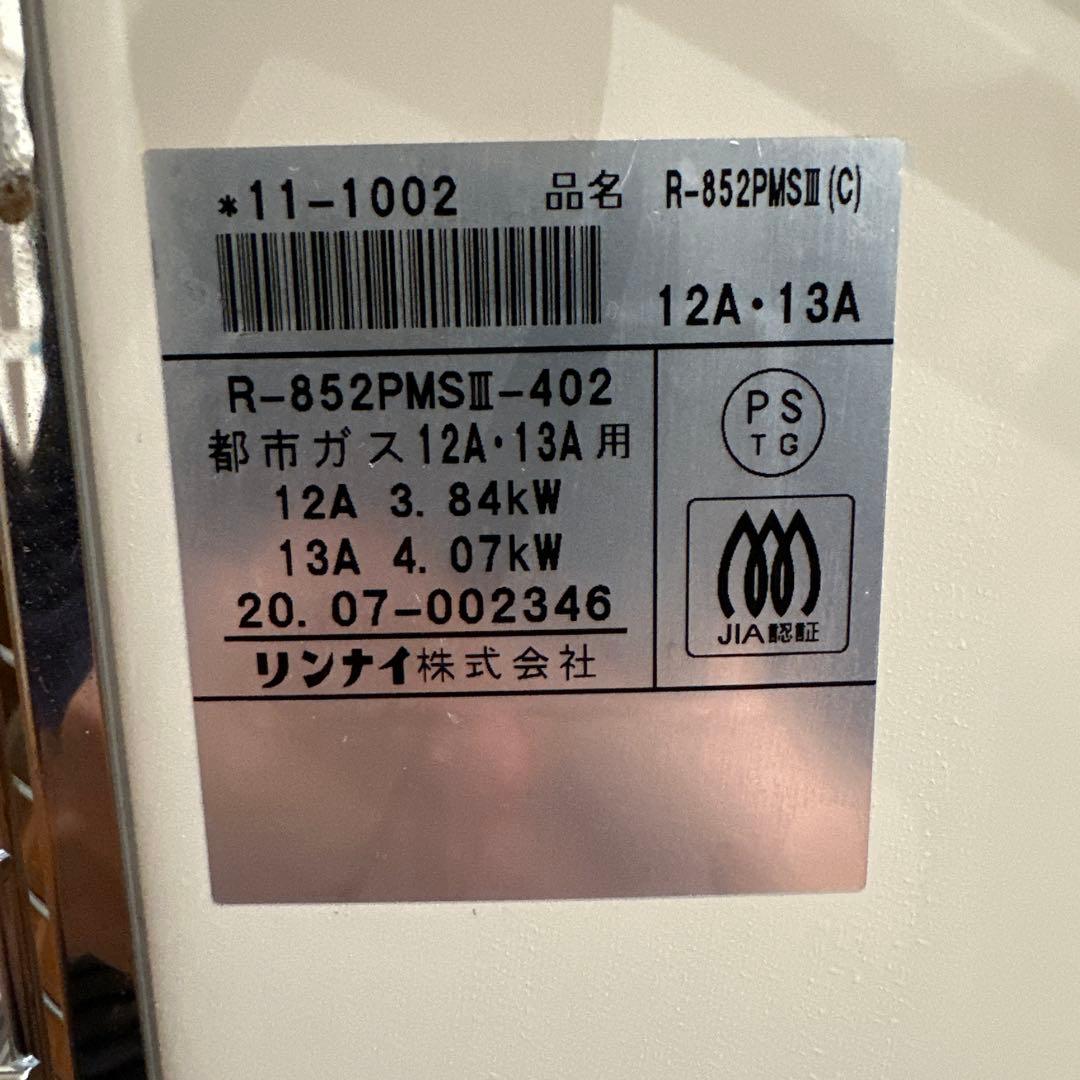 *11-1002 品名 R-852PMSⅢ(C)
12A・13A
R-852PMSⅢ-402
都市ガス12A・13A用
12A 3.84kW
13A 4.07kW
20.07-002346
リンナイ株式会社
PS
TG
JIA認証